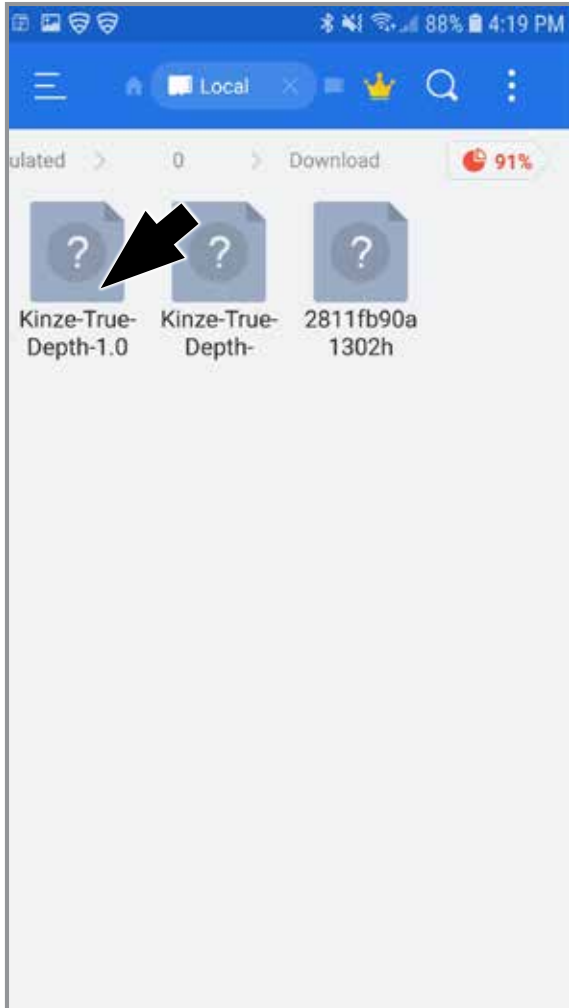 88% 4:19 PM
Local
ulated > 0 > Download 91%
? ? ?
Kinze-True- Kinze-True- 2811fb90a
Depth-1.0 Depth- 1302h